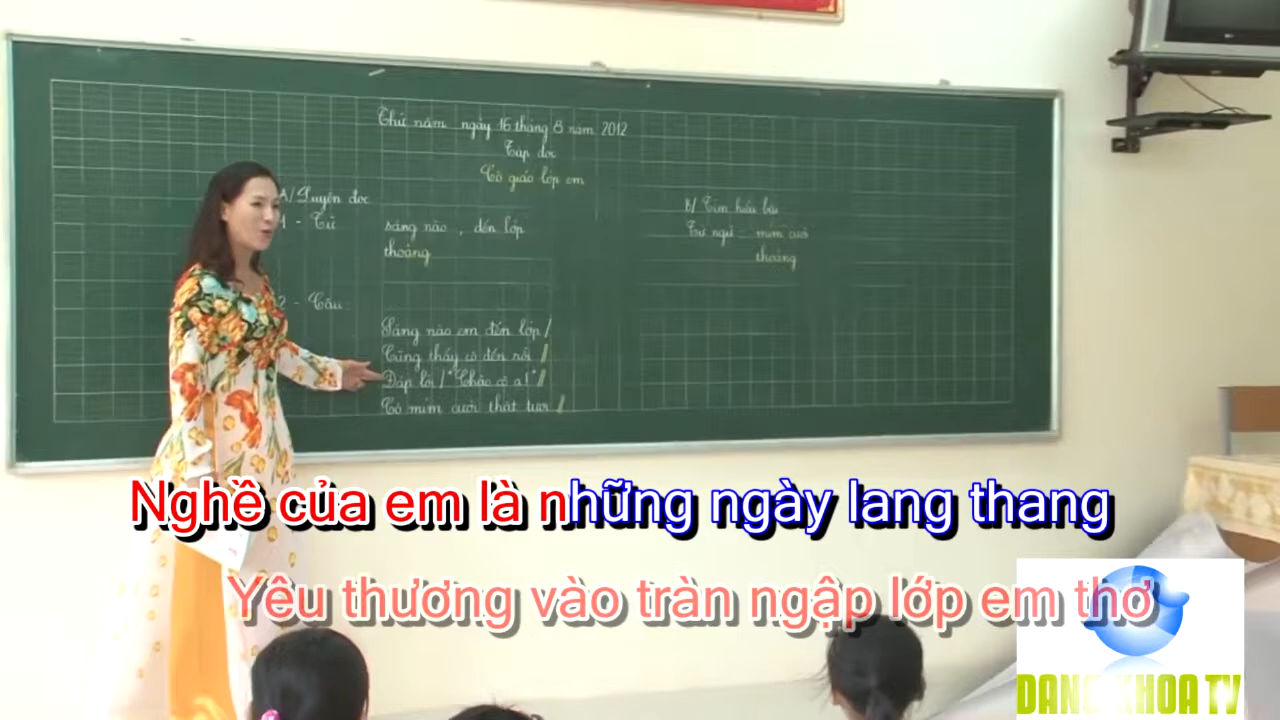 Thứ năm ngày 16 tháng 8 năm 2012
Tập đọc
Cô giáo lớp em
A/Luyện đọc
1 - Từ
sáng nào, đến lớp
thoảng
2 - Câu
Sáng nào em đến lớp/
Cũng thấy cô đến rồi //
Đáp lời / "Chào cô ạ!" //
Cô mỉm cười thật tươi /
B/ Tìm hiểu bài
Từ ngữ - mỉm cười
thoảng
Nghề của em là những ngày lang thang
Yêu thương vào tràn ngập lớp em thơ
DANG KHOA TV